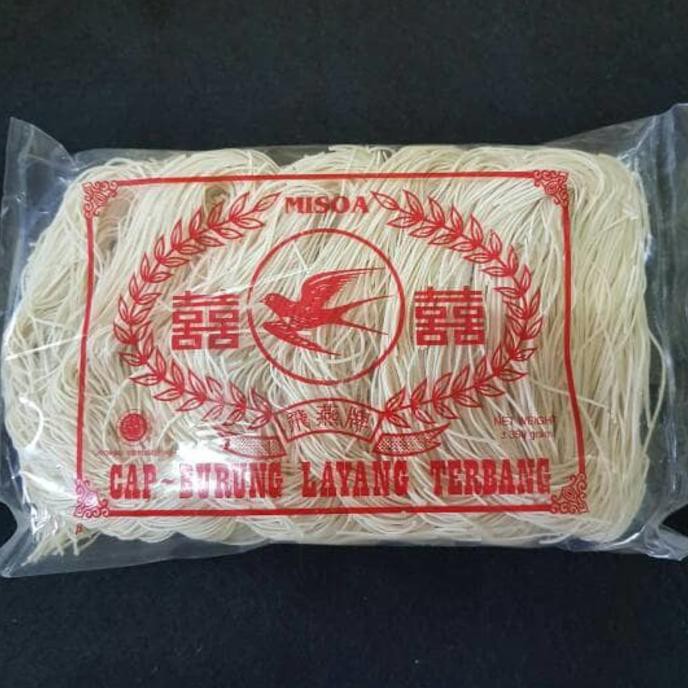 MISOA
囍 囍
飛燕牌
NET WEIGHT
CAP~BURUNG LAYANG TERBANG